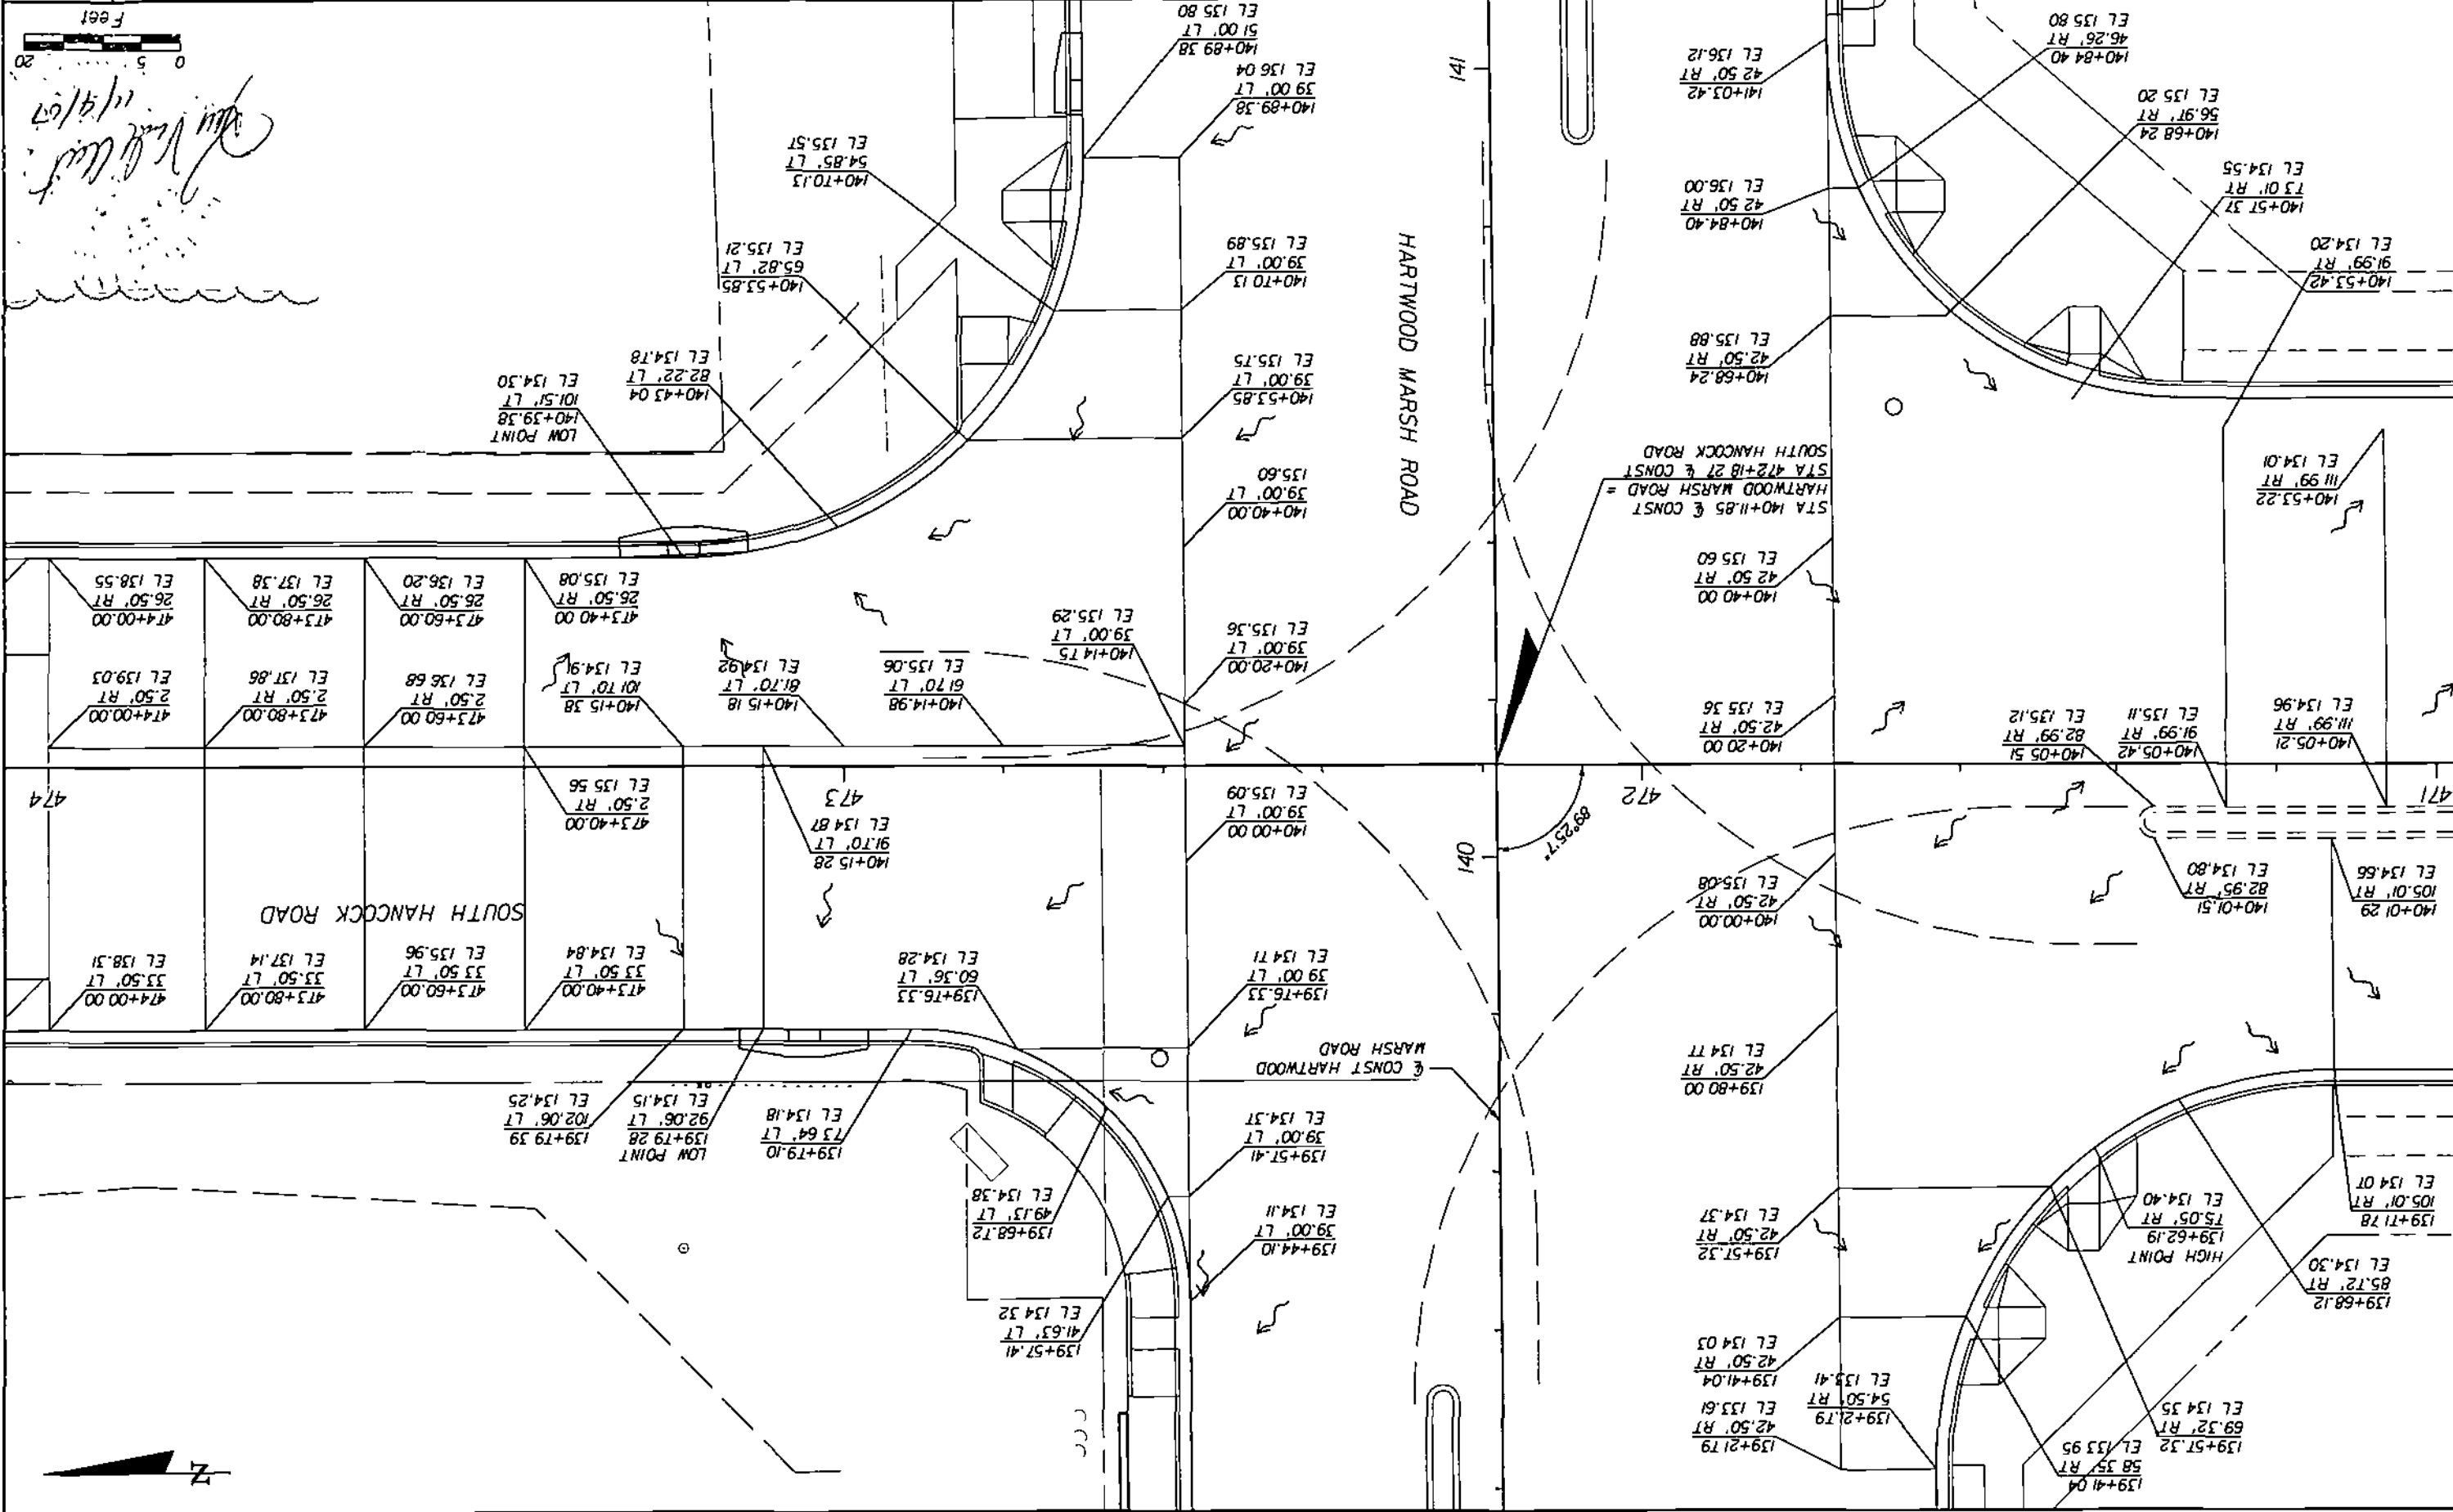 139+41 04
58 35' RT
EL 133 95
139+57.32
69.32' RT
EL 134 35
139+21.79
54.50' RT
EL 133.41
139+21 79
42.50' RT
EL 133.61
139+41.04
42.50' RT
EL 134 03
N
139+68.12
85.72' RT
EL 134.30
HIGH POINT
139+62.19
75.05' RT
EL 134.40
139+71 78
105.01' RT
EL 134 07
139+57.32
42.50' RT
EL 134.37
139+57.41
41.63' LT
EL 134 32
139+44.10
39.00' LT
EL 134.11
139+68.72
49.13' LT
EL 134.38
139+57.41
39.00' LT
EL 134.37
139+80 00
42.50' RT
EL 134 77
℄ CONST HARTWOOD
MARSH ROAD
139+79.10
73 64' LT
EL 134.18
LOW POINT
139+79 28
92.06' LT
EL 134.15
139+79 39
102.06' LT
EL 134.25
139+76.33
39 00' LT
EL 134 71
139+76.33
60.36' LT
EL 134.28
473+40.00
33 50' LT
EL 134.84
473+60.00
33 50' LT
EL 135.96
473+80.00
33.50' LT
EL 137.14
474+00 00
33.50' LT
EL 138.31
SOUTH HANCOCK ROAD
140+01 29
105.01' RT
EL 134.66
140+01.51
82.95' RT
EL 134.80
140+00.00
42.50' RT
EL 135.08
89°25'7"
140
140+00 00
39.00' LT
EL 135.09
140+15 28
91.70' LT
EL 134 87
473+40.00
2.50' RT
EL 135 56
471
472
473
474
140+05.21
111.99' RT
EL 134.96
140+05.42
91.99' RT
EL 135.11
140+05 51
82.99' RT
EL 135.12
140+20 00
42.50' RT
EL 135 36
140+20.00
39.00' LT
EL 135.36
140+14 75
39.00' LT
EL 135.29
140+14.98
61 70' LT
EL 135.06
140+15 18
81.70' LT
EL 134.92
140+15 38
101 70' LT
EL 134.91
473+60 00
2.50' RT
EL 136 68
473+80.00
2.50' RT
EL 137.86
474+00.00
2.50' RT
EL 139.03
473+40 00
26.50' RT
EL 135.08
473+60.00
26.50' RT
EL 136.20
473+80.00
26.50' RT
EL 137.38
474+00.00
26.50' RT
EL 138.55
140+40 00
42 50' RT
EL 135 60
STA 140+11.85 ℄ CONST
HARTWOOD MARSH ROAD =
STA 472+18 27 ℄ CONST
SOUTH HANCOCK ROAD
140+53.22
111 99' RT
EL 134.01
140+40.00
39.00' LT
135.60
LOW POINT
140+39.38
101.51' LT
EL 134.30
140+43 04
82.22' LT
EL 134.78
140+53.85
39.00' LT
EL 135.75
140+68.24
42.50' RT
EL 135.88
HARTWOOD MARSH ROAD
140+53.42
91.99' RT
EL 134.20
140+57 37
73 01' RT
EL 134.55
140+70 13
39.00' LT
EL 135.89
140+53.85
65.82' LT
EL 135.21
140+84.40
42 50' RT
EL 136.00
140+68 24
56.97' RT
EL 135 20
140+70.13
54.85' LT
EL 135.57
140+84 40
46.26' RT
EL 135 80
141+03.42
42 50' RT
EL 136.12
141
140+89.38
39 00' LT
EL 136 04
140+89 38
51 00' LT
EL 135 80
11/9/07
0 5 20
Feet